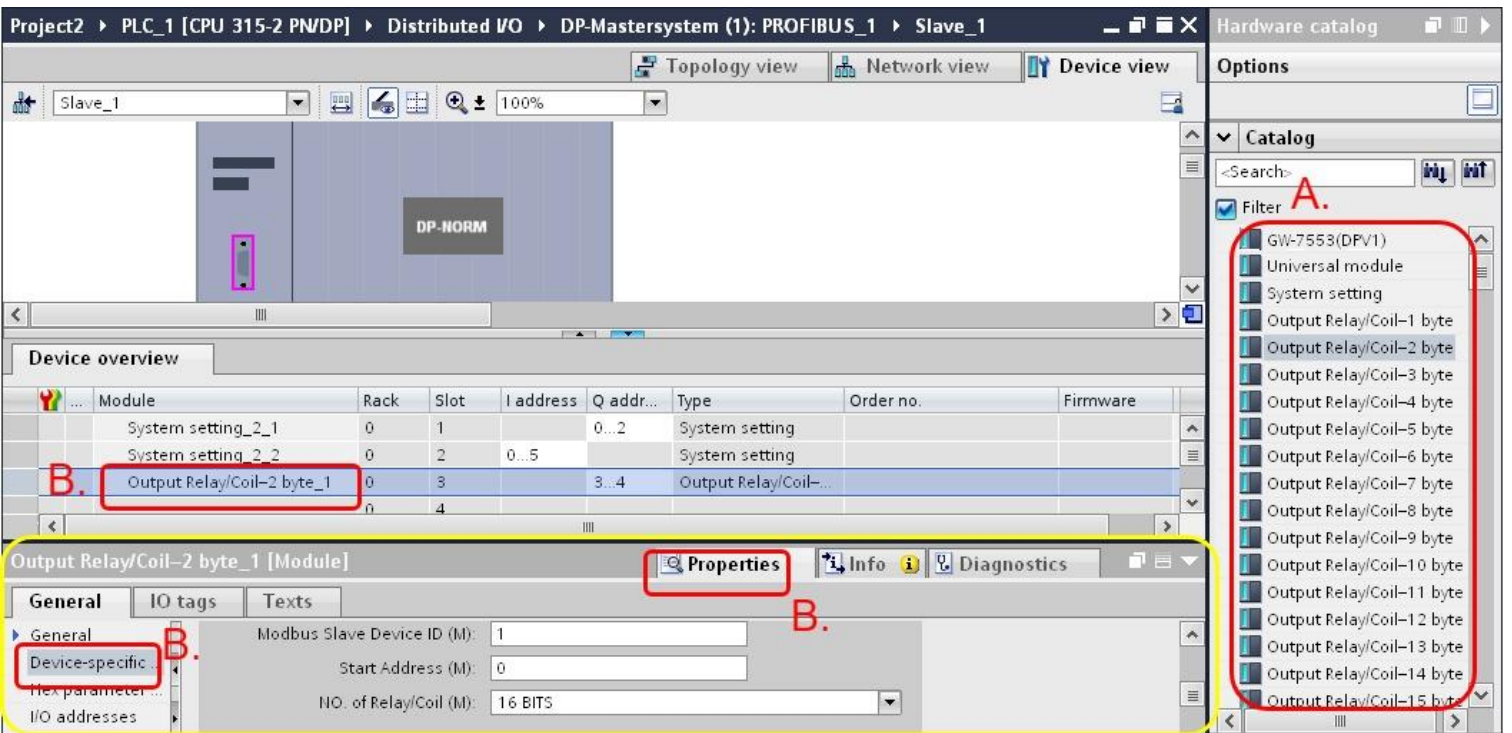 Project2 ▸ PLC_1 [CPU 315-2 PN/DP] ▸ Distributed I/O ▸ DP-Mastersystem (1): PROFIBUS_1 ▸ Slave_1
Topology view Network view Device view
Slave_1 100%
DP-NORM
Device overview
... Module Rack Slot I address Q addr... Type Order no. Firmware
System setting_2_1 0 1 0...2 System setting
System setting_2_2 0 2 0...5 System setting
B. Output Relay/Coil-2 byte_1 0 3 3...4 Output Relay/Coil-...
0 4
Output Relay/Coil-2 byte_1 [Module] Properties Info Diagnostics
B.
General IO tags Texts
General
Device-specific ...
B.
Hex parameter ...
I/O addresses
Modbus Slave Device ID (M): 1
Start Address (M): 0
NO. of Relay/Coil (M): 16 BITS
Hardware catalog
Options
Catalog
<Search>
A.
Filter
GW-7553(DPV1)
Universal module
System setting
Output Relay/Coil-1 byte
Output Relay/Coil-2 byte
Output Relay/Coil-3 byte
Output Relay/Coil-4 byte
Output Relay/Coil-5 byte
Output Relay/Coil-6 byte
Output Relay/Coil-7 byte
Output Relay/Coil-8 byte
Output Relay/Coil-9 byte
Output Relay/Coil-10 byte
Output Relay/Coil-11 byte
Output Relay/Coil-12 byte
Output Relay/Coil-13 byte
Output Relay/Coil-14 byte
Output Relay/Coil-15 byte